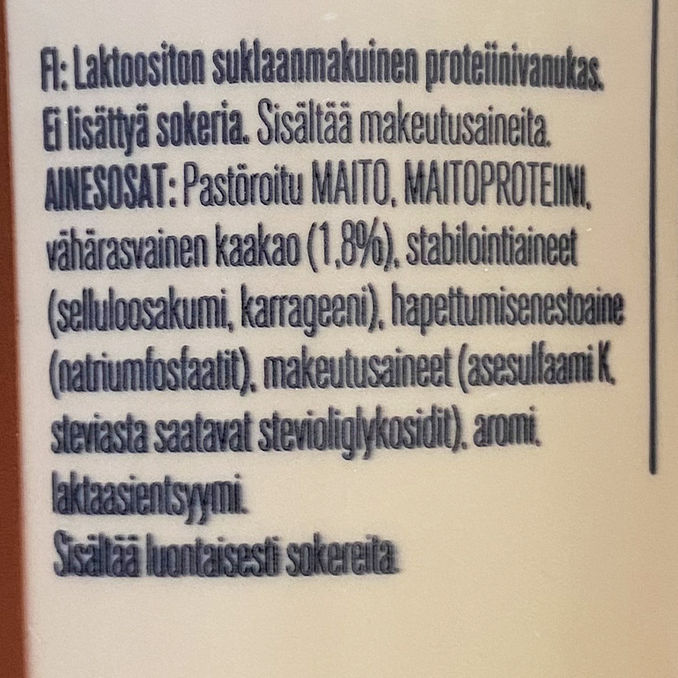 FI: Laktoositon suklaanmakuinen proteiinivanukas.
Ei lisättyä sokeria. Sisältää makeutusaineita.
AINESOSAT: Pastöroitu MAITO, MAITOPROTEIINI,
vähärasvainen kaakao (1,8%), stabilointiaineet
(selluloosakumi, karrageeni), hapettumisenestoaine
(natriumfosfaatit), makeutusaineet (asesulfaami K,
steviasta saatavat stevioliglykosidit), aromi,
laktaasientsyymi.
Sisältää luontaisesti sokereita.